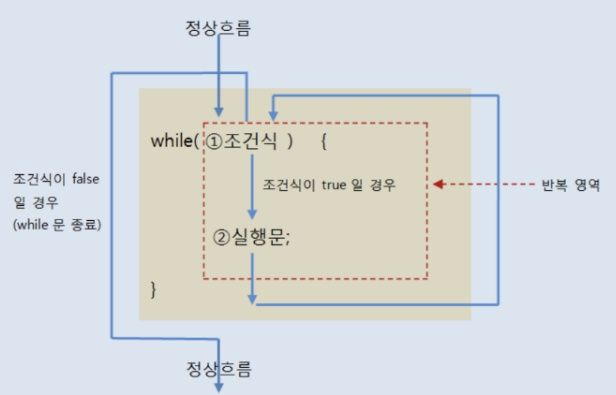 정상흐름
while( ①조건식 ) {
조건식이 false
일 경우
(while 문 종료)
조건식이 true 일 경우
반복 영역
②실행문;
}
정상흐름